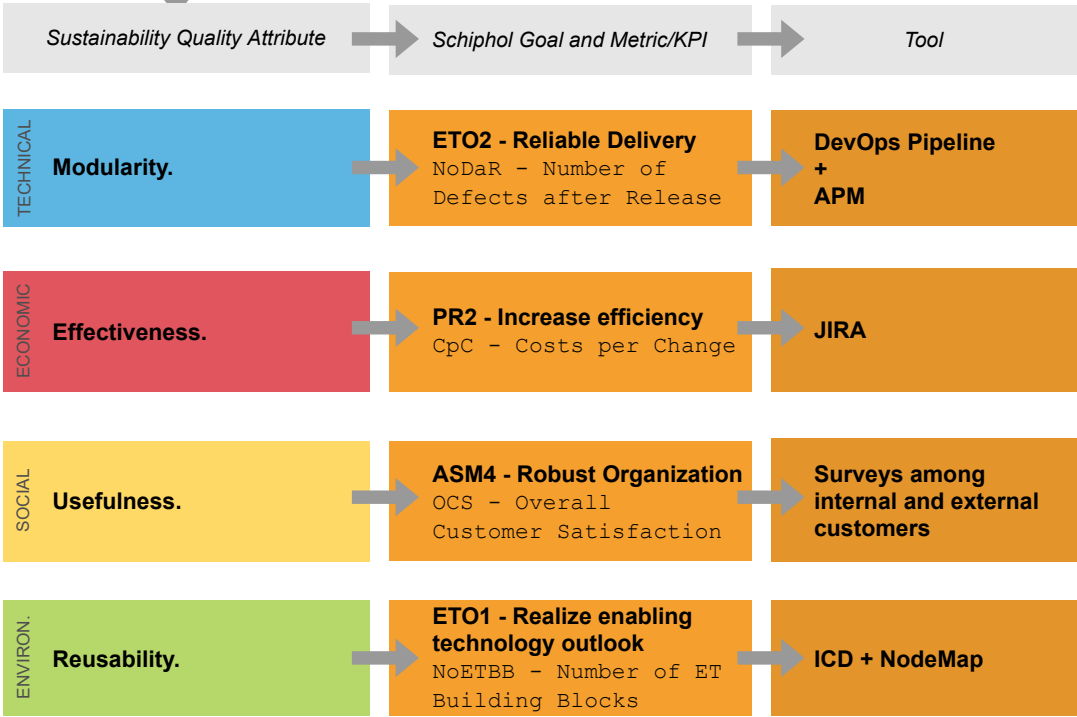 Sustainability Quality Attribute
Schiphol Goal and Metric/KPI
Tool
TECHNICAL
Modularity.
ETO2 - Reliable Delivery
NoDaR - Number of
Defects after Release
DevOps Pipeline
+
APM
ECONOMIC
Effectiveness.
PR2 - Increase efficiency
CpC - Costs per Change
JIRA
SOCIAL
Usefulness.
ASM4 - Robust Organization
OCS - Overall
Customer Satisfaction
Surveys among
internal and external
customers
ENVIRON.
Reusability.
ETO1 - Realize enabling
technology outlook
NoETBB - Number of ET
Building Blocks
ICD + NodeMap